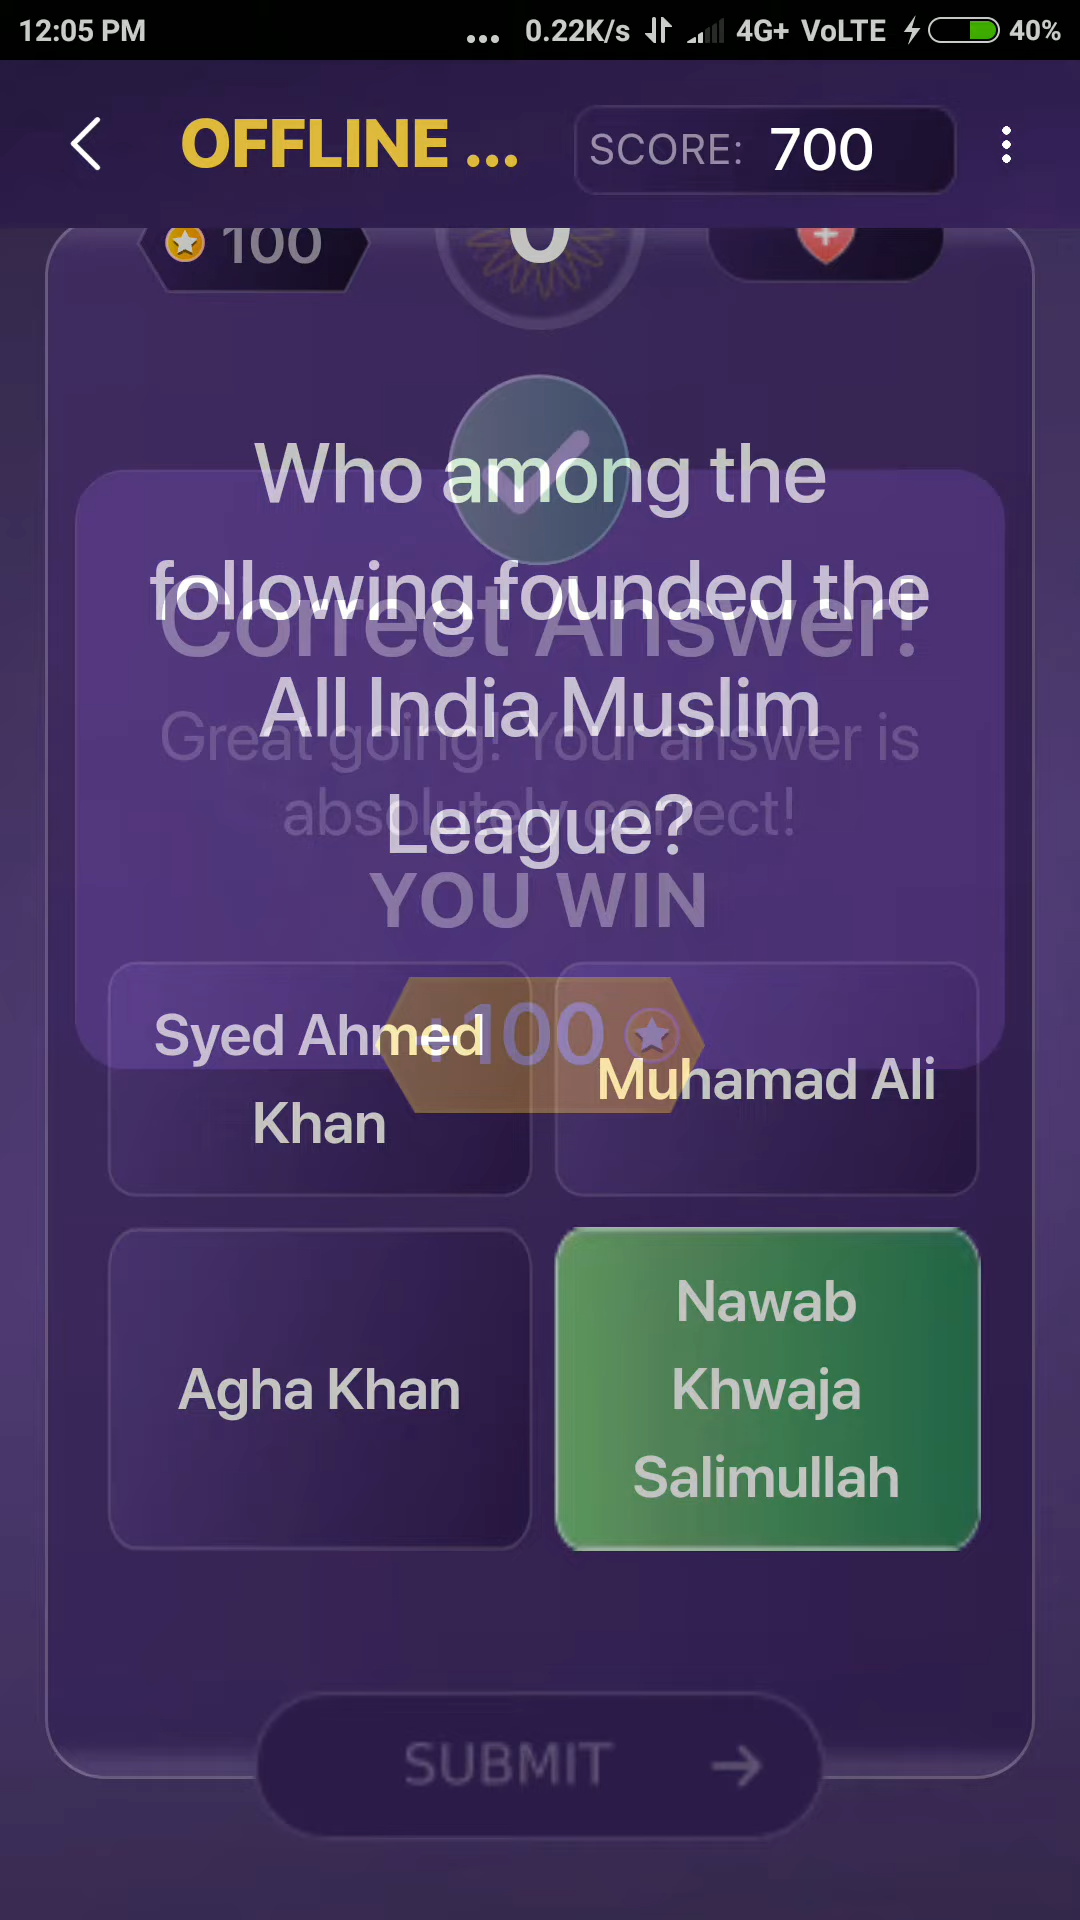 12:05 PM ... 0.22K/s 4G+ VoLTE 40%
OFFLINE ... SCORE: 700
100 0
Who among the
following founded the
Correct Answer!
All India Muslim
Great going! Your answer is
absolutely correct!
League?
YOU WIN
+100
Syed Ahmed
Khan
Muhamad Ali
Agha Khan
Nawab
Khwaja
Salimullah
SUBMIT